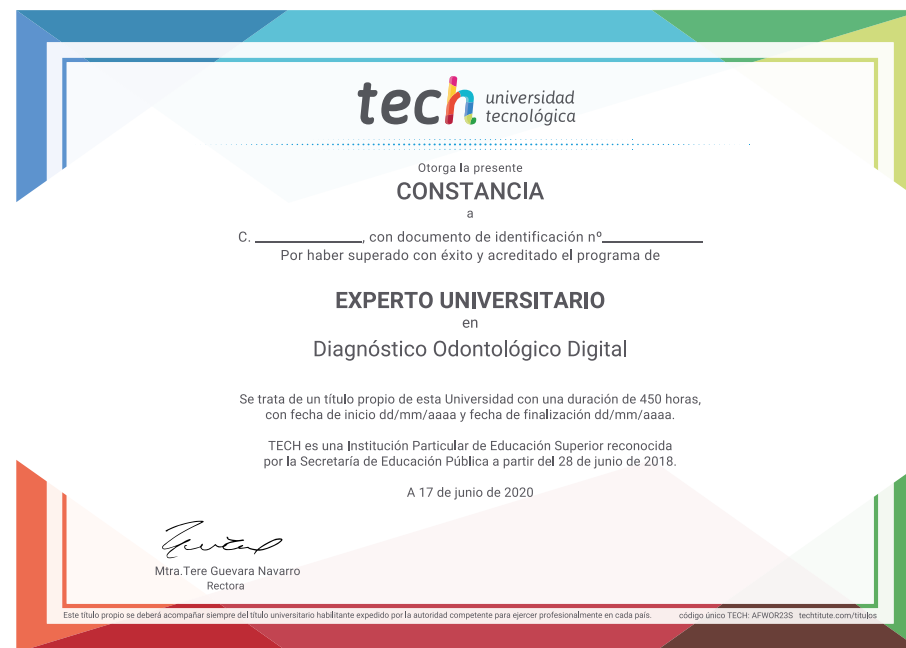 tech universidad
tecnológica
Otorga la presente
CONSTANCIA
a
C. ______________, con documento de identificación nº______________
Por haber superado con éxito y acreditado el programa de
EXPERTO UNIVERSITARIO
en
Diagnóstico Odontológico Digital
Se trata de un título propio de esta Universidad con una duración de 450 horas,
con fecha de inicio dd/mm/aaaa y fecha de finalización dd/mm/aaaa.
TECH es una Institución Particular de Educación Superior reconocida
por la Secretaría de Educación Pública a partir del 28 de junio de 2018.
A 17 de junio de 2020
Mtra.Tere Guevara Navarro
Rectora
Este título propio se deberá acompañar siempre del título universitario habilitante expedido por la autoridad competente para ejercer profesionalmente en cada país. código único TECH: AFWOR23S techtitute.com/titulos